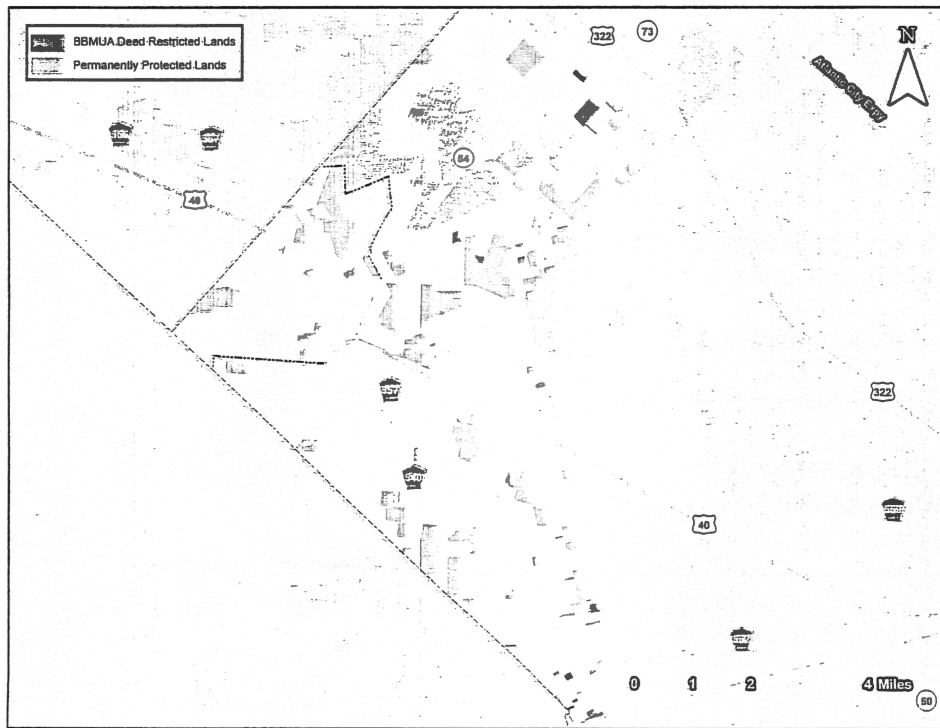 BBMUA Deed Restricted Lands
Permanently Protected Lands
322
73
N
Atlantic City Expy
54
48
322
40
0 1 2 4 Miles
50